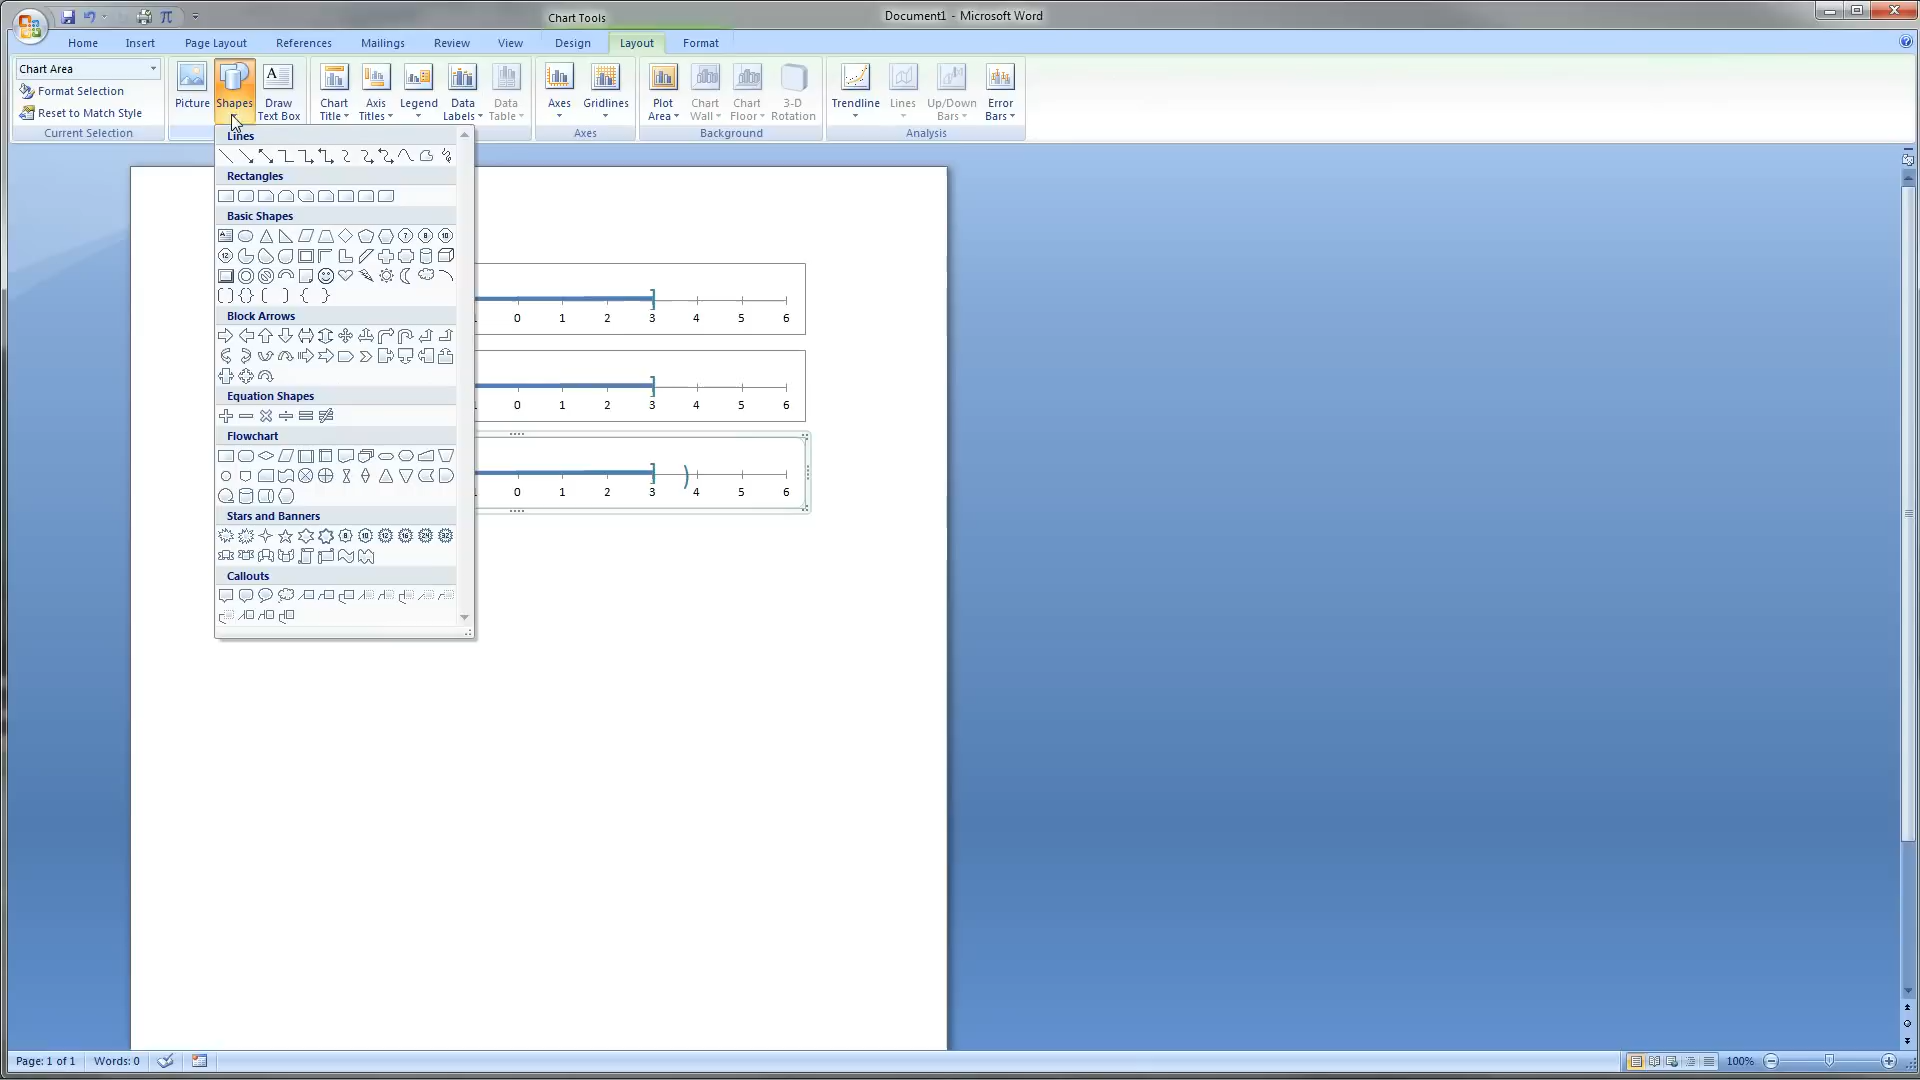 Chart Tools
Document1 - Microsoft Word
Home Insert Page Layout References Mailings Review View Design Layout Format
Chart Area
Format Selection
Reset to Match Style
Current Selection
Picture
Shapes
Draw
Text Box
Chart
Title
Axis
Titles
Legend
Data
Labels
Data
Table
Axes
Gridlines
Axes
Plot
Area
Chart
Wall
Chart
Floor
3-D
Rotation
Background
Trendline
Lines
Up/Down
Bars
Error
Bars
Analysis
Lines
Rectangles
Basic Shapes
Block Arrows
Equation Shapes
Flowchart
Stars and Banners
Callouts
0 1 2 3 4 5 6
0 1 2 3 4 5 6
0 1 2 3 4 5 6
Page: 1 of 1 Words: 0 100%